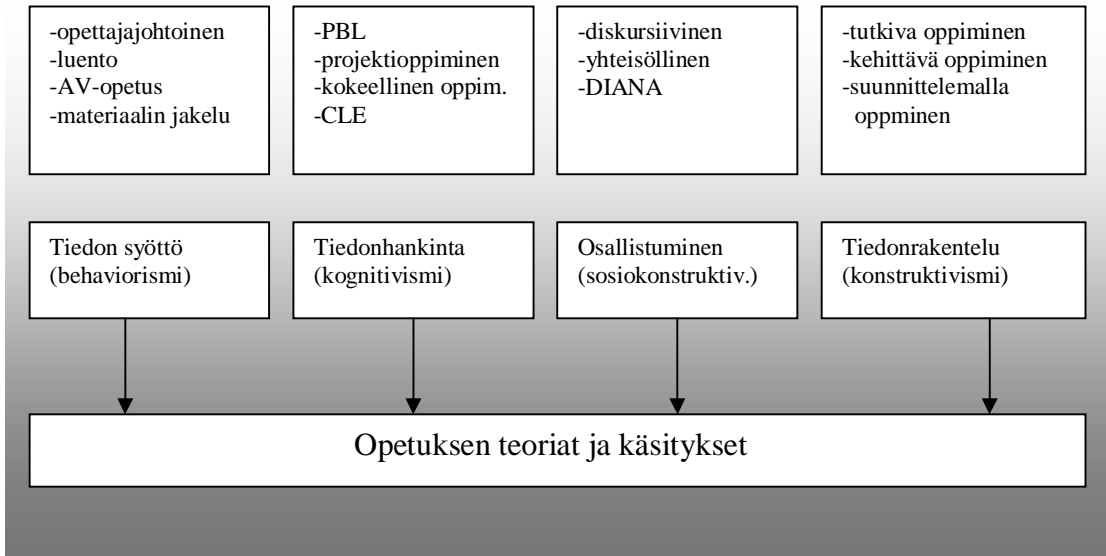 -opettajajohtoinen
-luento
-AV-opetus
-materiaalin jakelu
-PBL
-projektioppiminen
-kokeellinen oppim.
-CLE
-diskursiivinen
-yhteisöllinen
-DIANA
-tutkiva oppiminen
-kehittävä oppiminen
-suunnittelemalla
oppminen
Tiedon syöttö
(behaviorismi)
Tiedonhankinta
(kognitivismi)
Osallistuminen
(sosiokonstruktiv.)
Tiedonrakentelu
(konstruktivismi)
Opetuksen teoriat ja käsitykset